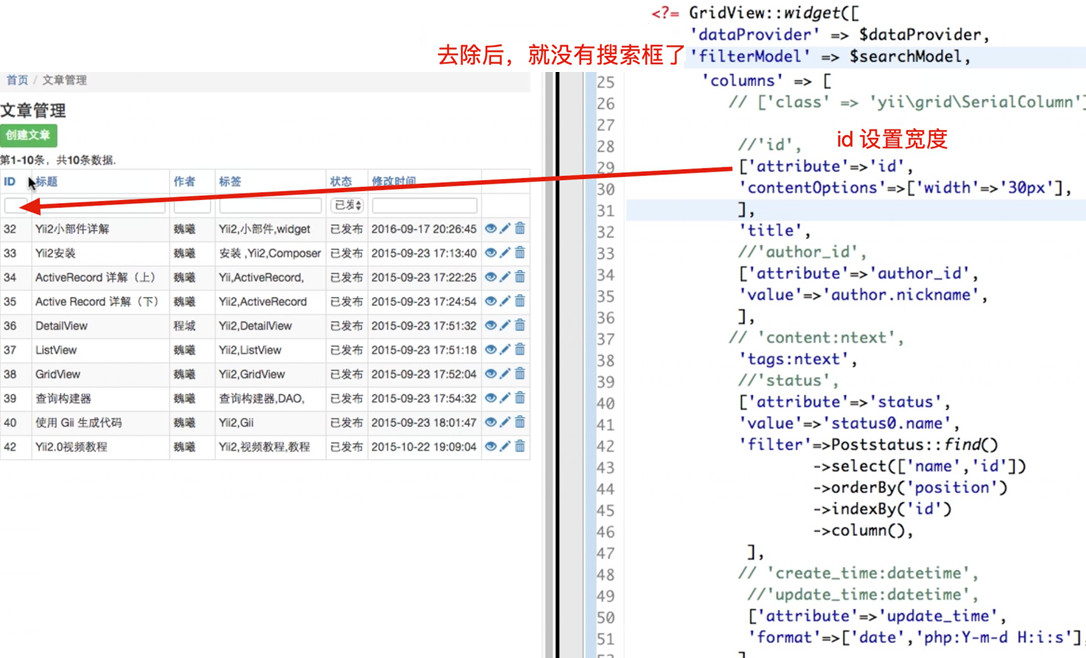 <?= GridView::widget([
'dataProvider' => $dataProvider,
去除后，就没有搜索框了
'filterModel' => $searchModel,
首页 / 文章管理
文章管理
创建文章
第1-10条，共10条数据.
ID 标题 作者 标签 状态 修改时间
已发
32 Yii2小部件详解 魏曦 Yii2,小部件,widget 已发布 2016-09-17 20:26:45
33 Yii2安装 魏曦 安装 ,Yii2,Composer 已发布 2015-09-23 17:13:40
34 ActiveRecord 详解（上） 魏曦 Yii,ActiveRecord, 已发布 2015-09-23 17:22:25
35 Active Record 详解（下） 魏曦 Yii2,ActiveRecord 已发布 2015-09-23 17:24:54
36 DetailView 程城 Yii2,DetailView 已发布 2015-09-23 17:51:32
37 ListView 魏曦 Yii2,ListView 已发布 2015-09-23 17:51:18
38 GridView 魏曦 Yii2,GridView 已发布 2015-09-23 17:52:04
39 查询构建器 魏曦 查询构建器,DAO, 已发布 2015-09-23 17:54:32
40 使用 Gii 生成代码 魏曦 Yii2,Gii 已发布 2015-09-23 18:01:47
42 Yii2.0视频教程 魏曦 Yii2,视频教程,教程 已发布 2015-10-22 19:09:04
25 'columns' => [
26 // ['class' => 'yii\grid\SerialColumn']
27
28 //'id',
id 设置宽度
29 ['attribute'=>'id',
30 'contentOptions'=>['width'=>'30px'],
31 ],
32 'title',
33 //'author_id',
34 ['attribute'=>'author_id',
35 'value'=>'author.nickname',
36 ],
37 // 'content:ntext',
38 'tags:ntext',
39 //'status',
40 ['attribute'=>'status',
41 'value'=>'status0.name',
42 'filter'=>Poststatus::find()
43 ->select(['name','id'])
44 ->orderBy('position')
45 ->indexBy('id')
46 ->column(),
47 ],
48 // 'create_time:datetime',
49 //'update_time:datetime',
50 ['attribute'=>'update_time',
51 'format'=>['date','php:Y-m-d H:i:s'],